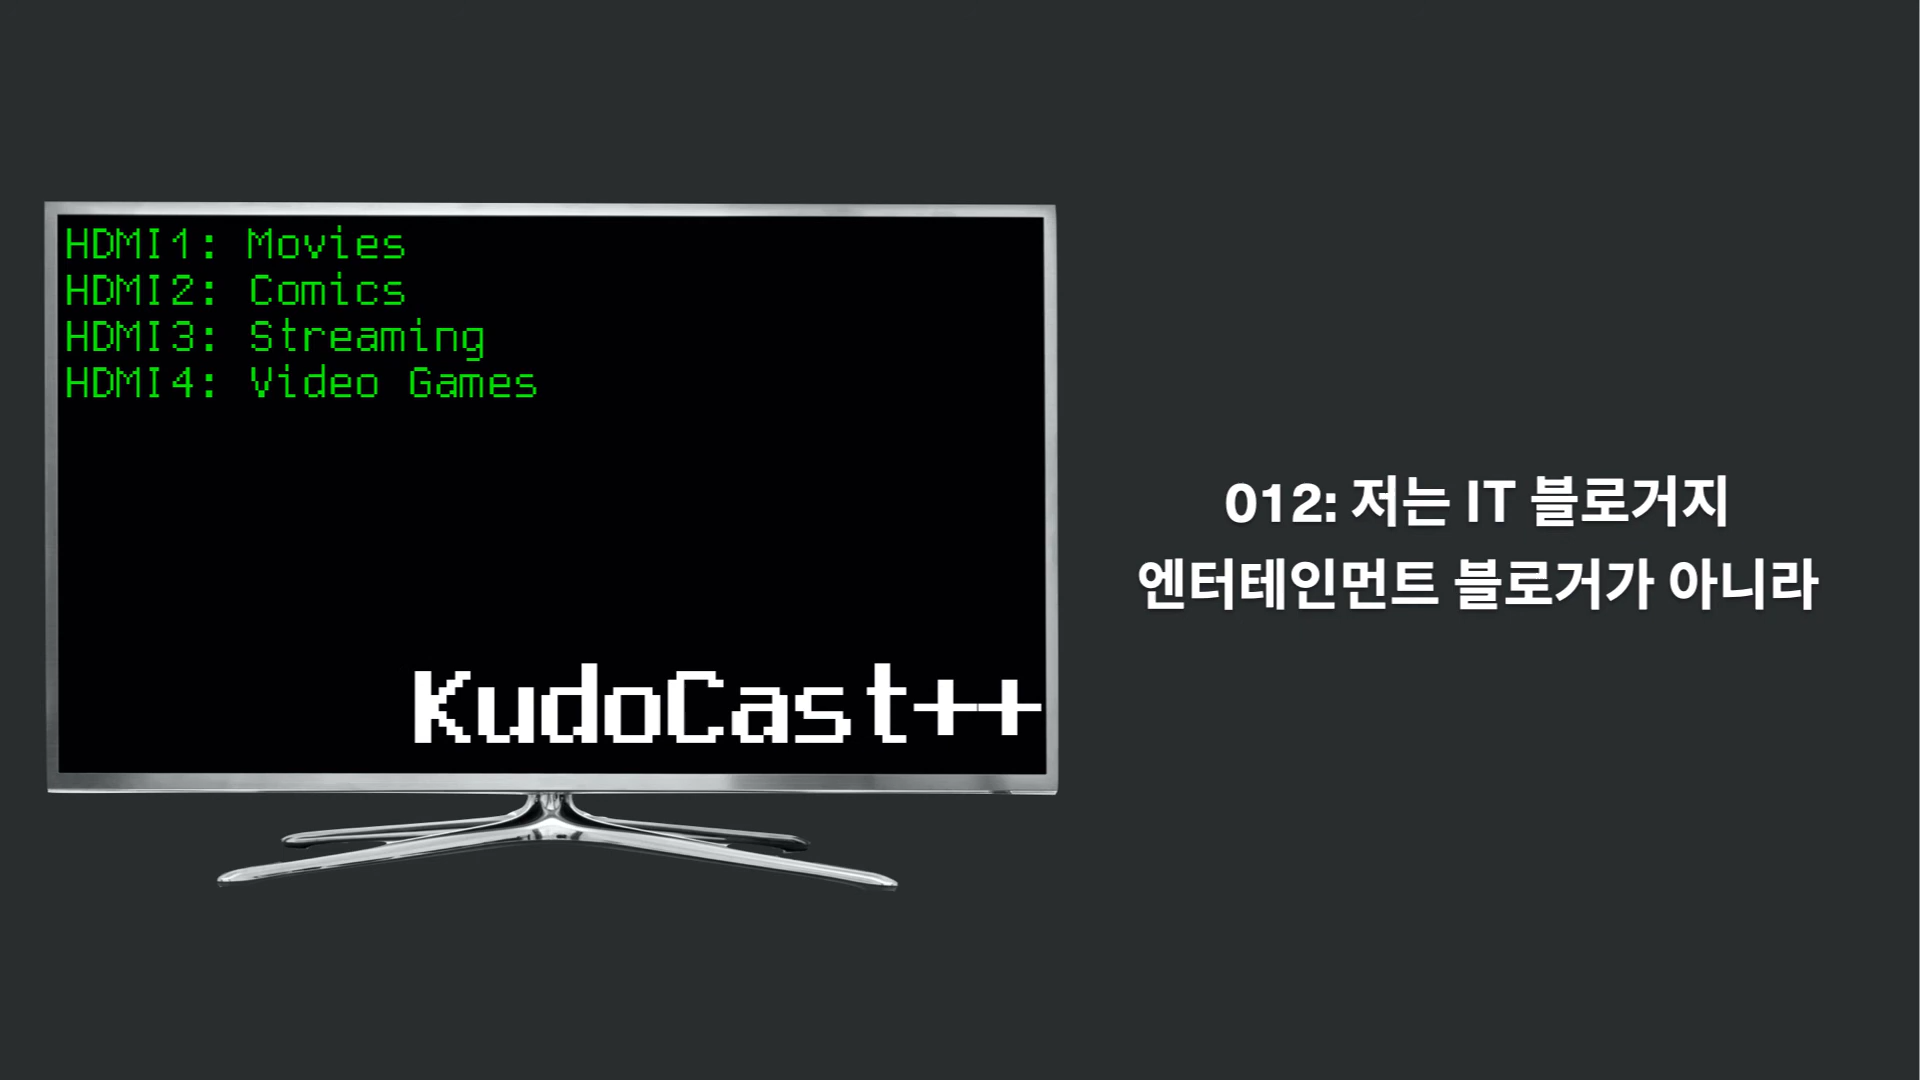 HDMI1: Movies
HDMI2: Comics
HDMI3: Streaming
HDMI4: Video Games
KudoCast++
012: 저는 IT 블로거지
엔터테인먼트 블로거가 아니라